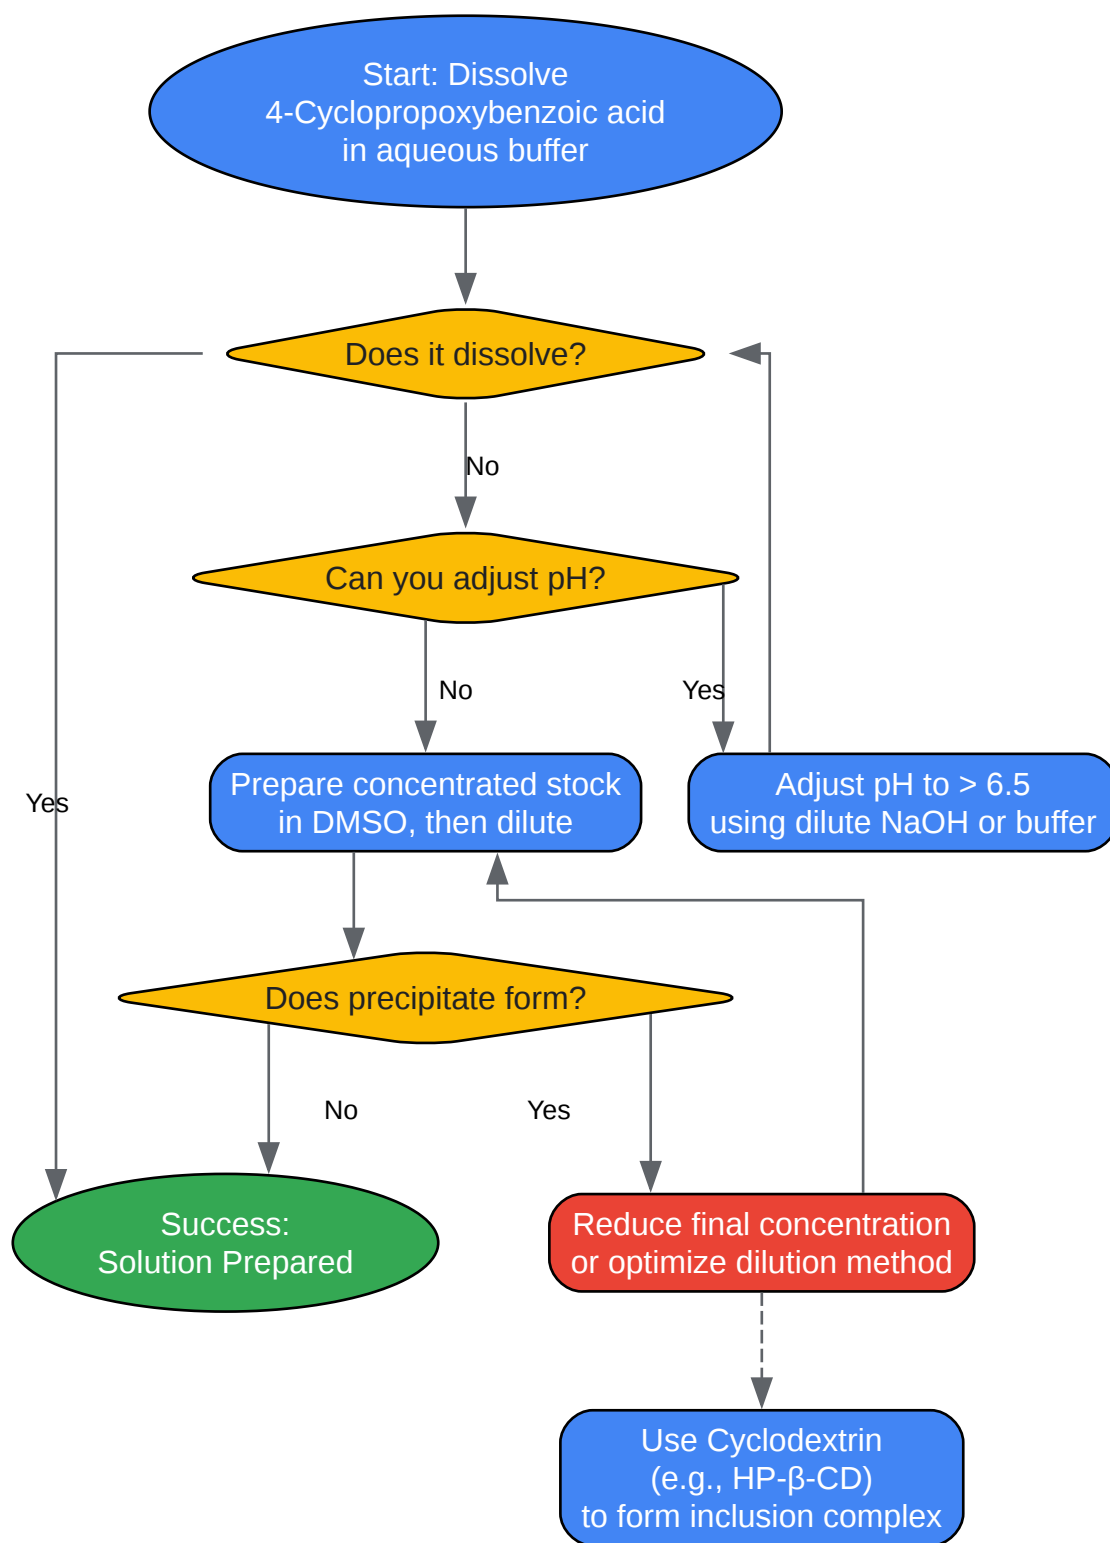 Start: Dissolve
4-Cyclopropoxybenzoic acid
in aqueous buffer
Does it dissolve?
No
Can you adjust pH?
No
Yes
Prepare concentrated stock
in DMSO, then dilute
Adjust pH to > 6.5
using dilute NaOH or buffer
Yes
Does precipitate form?
No
Yes
Success:
Solution Prepared
Reduce final concentration
or optimize dilution method
Use Cyclodextrin
(e.g., HP-β-CD)
to form inclusion complex